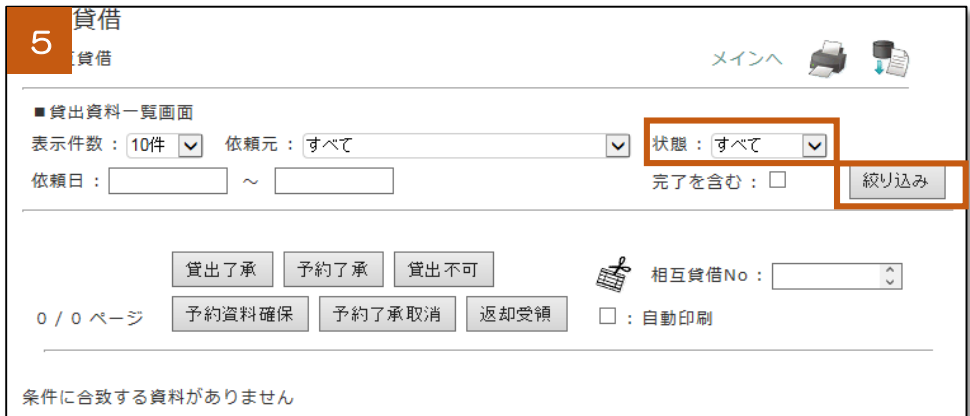 貸借
5
互貸借
メインへ
■貸出資料一覧画面
表示件数：10件 依頼元：すべて 状態：すべて
依頼日： ～ 完了を含む：□ 絞り込み
貸出了承 予約了承 貸出不可 相互貸借No：
0 / 0 ページ 予約資料確保 予約了承取消 返却受領 □：自動印刷
条件に合致する資料がありません